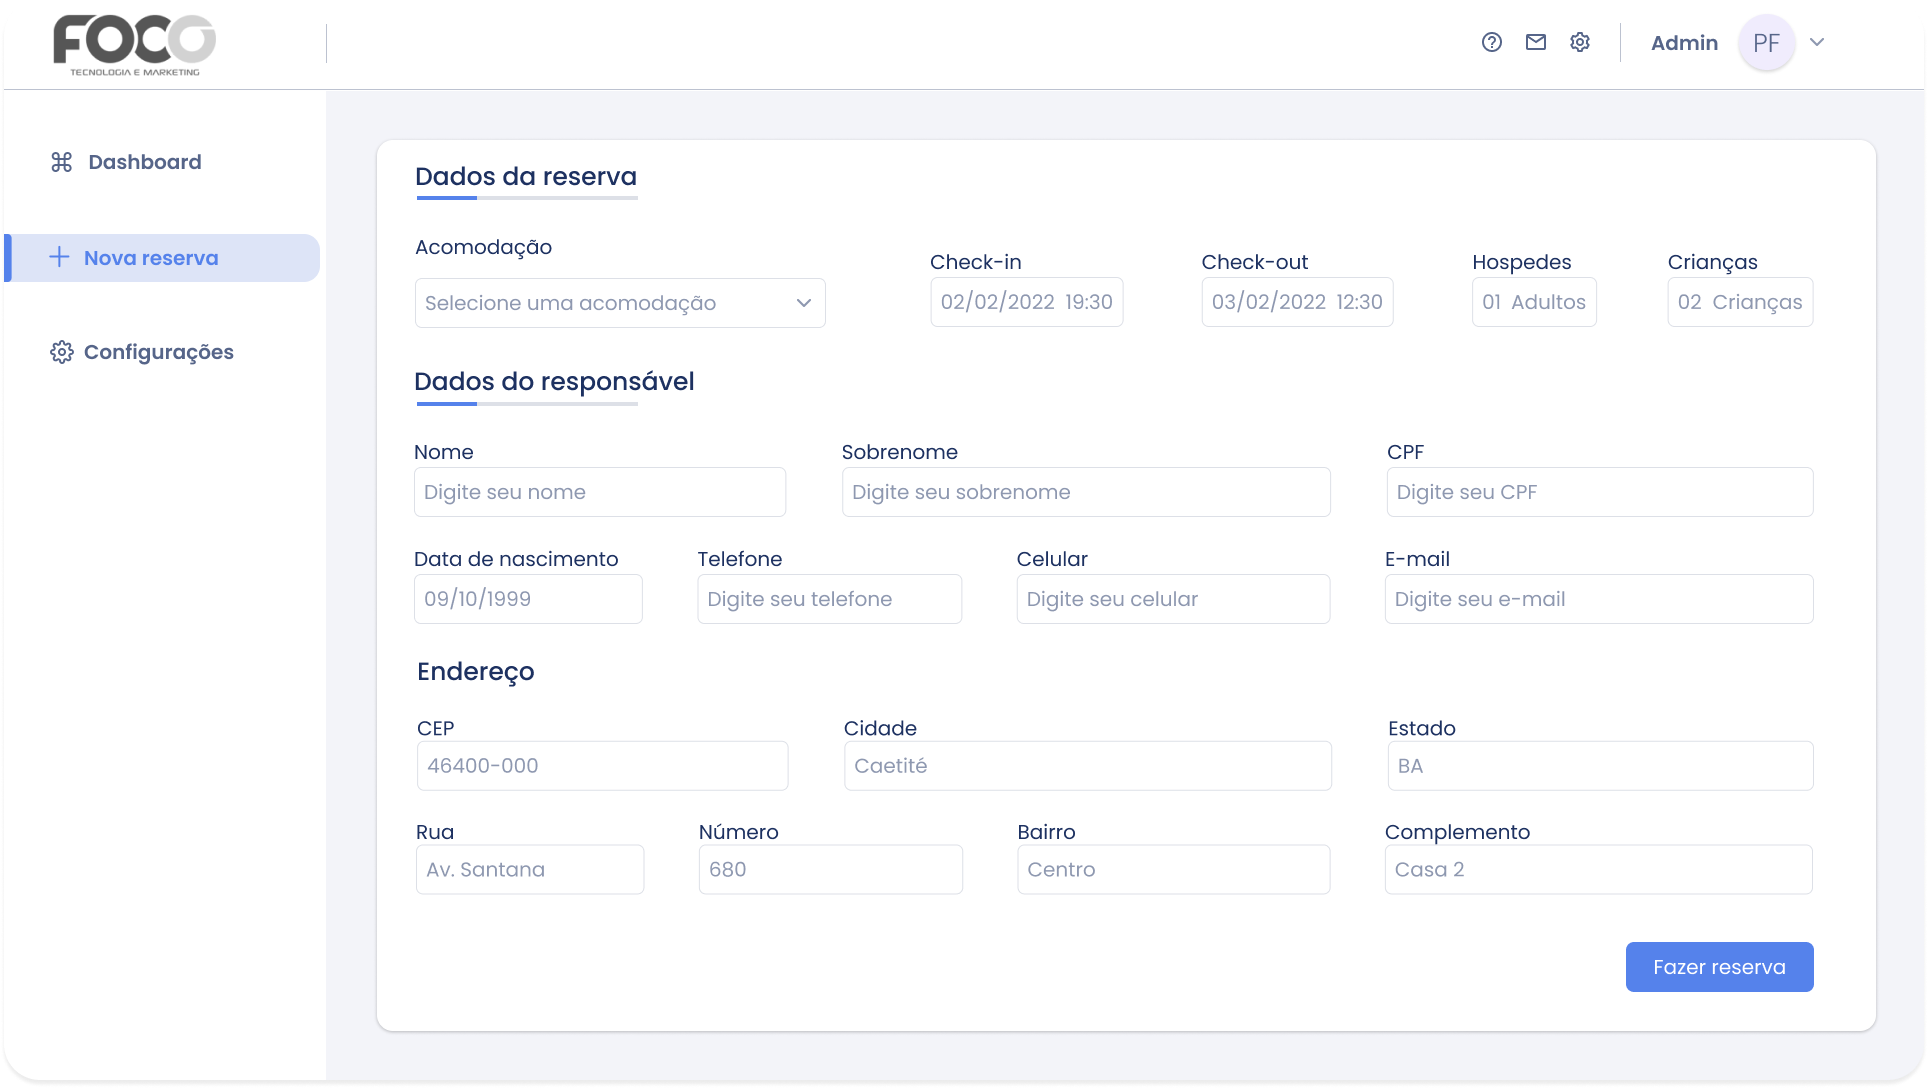 FOCO
TECNOLOGIA E MARKETING
Admin
PF
Dashboard
Nova reserva
Configurações
Dados da reserva
Acomodação
Selecione uma acomodação
Check-in
02/02/2022 19:30
Check-out
03/02/2022 12:30
Hospedes
01 Adultos
Crianças
02 Crianças
Dados do responsável
Nome
Digite seu nome
Sobrenome
Digite seu sobrenome
CPF
Digite seu CPF
Data de nascimento
09/10/1999
Telefone
Digite seu telefone
Celular
Digite seu celular
E-mail
Digite seu e-mail
Endereço
CEP
46400-000
Cidade
Caetité
Estado
BA
Rua
Av. Santana
Número
680
Bairro
Centro
Complemento
Casa 2
Fazer reserva